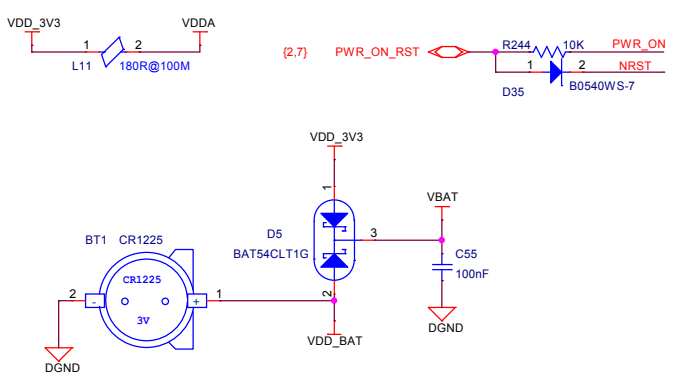 VDD_3V3
VDDA
1
2
L11
180R@100M
{2,7}
PWR_ON_RST
R244
10K
PWR_ON
1
2
NRST
D35
B0540WS-7
VDD_3V3
1
D5
BAT54CLT1G
3
VBAT
C55
100nF
DGND
BT1
CR1225
CR1225
2
-
+
1
3V
2
VDD_BAT
DGND